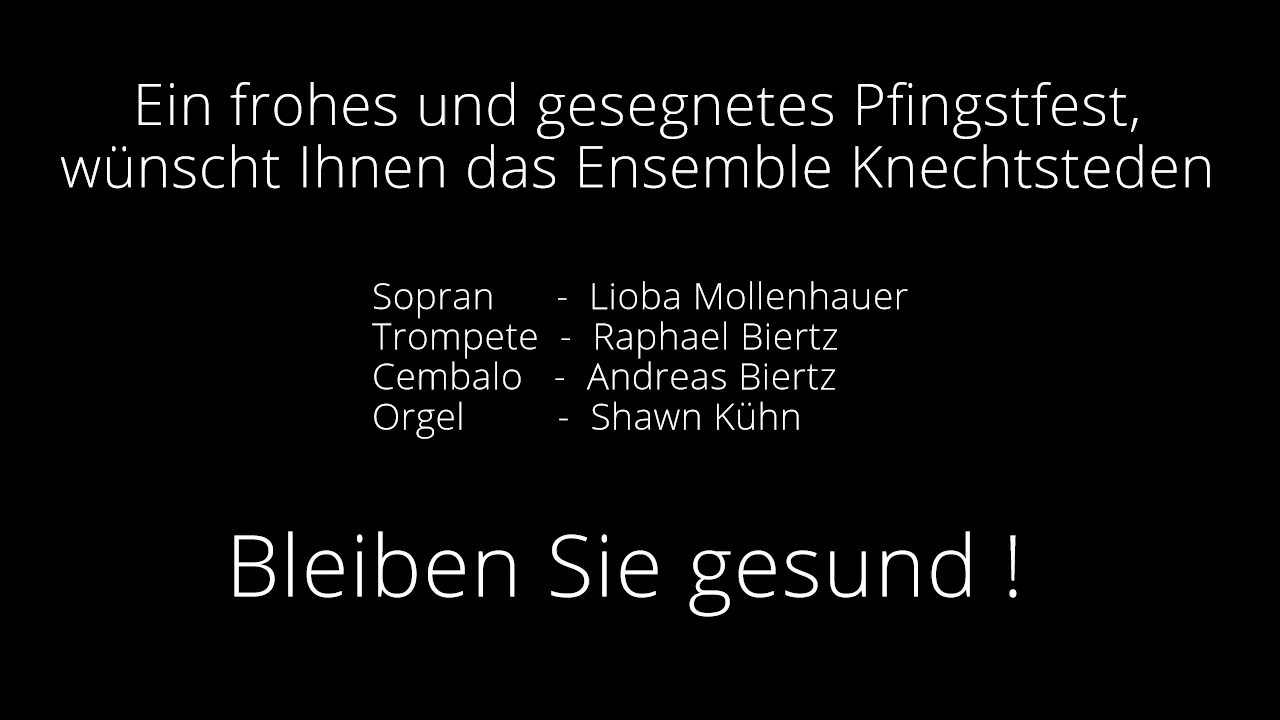 Ein frohes und gesegnetes Pfingstfest,
wünscht Ihnen das Ensemble Knechtsteden
Sopran - Lioba Mollenhauer
Trompete - Raphael Biertz
Cembalo - Andreas Biertz
Orgel - Shawn Kühn
Bleiben Sie gesund !